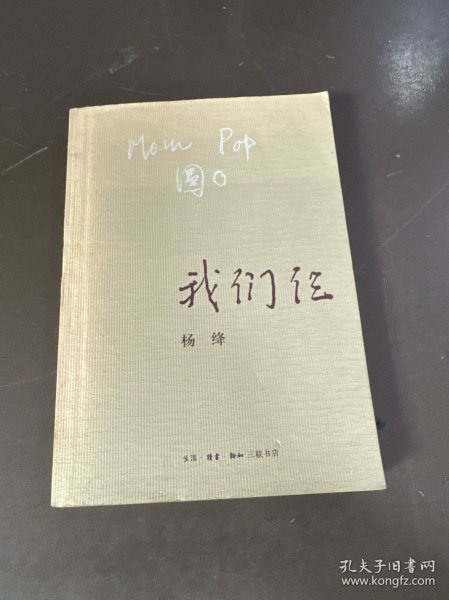 Mom Pop
圆〇
我们仨
杨绛
生活·读书·新知 三联书店
孔夫子旧书网
www.kongfz.com